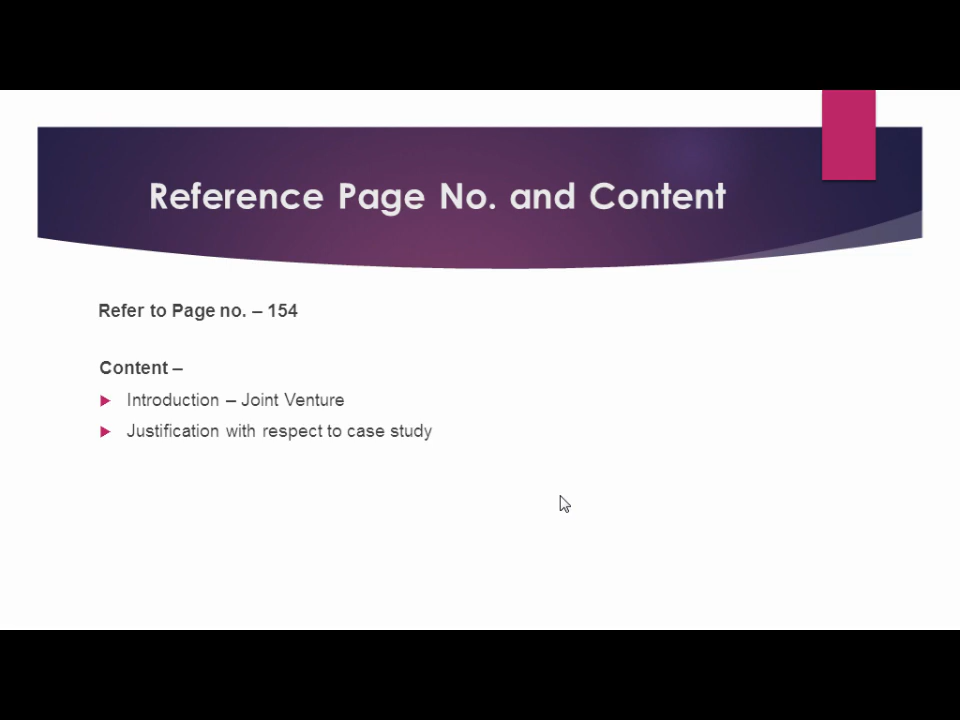 Reference Page No. and Content
Refer to Page no. – 154
Content –
Introduction – Joint Venture
Justification with respect to case study